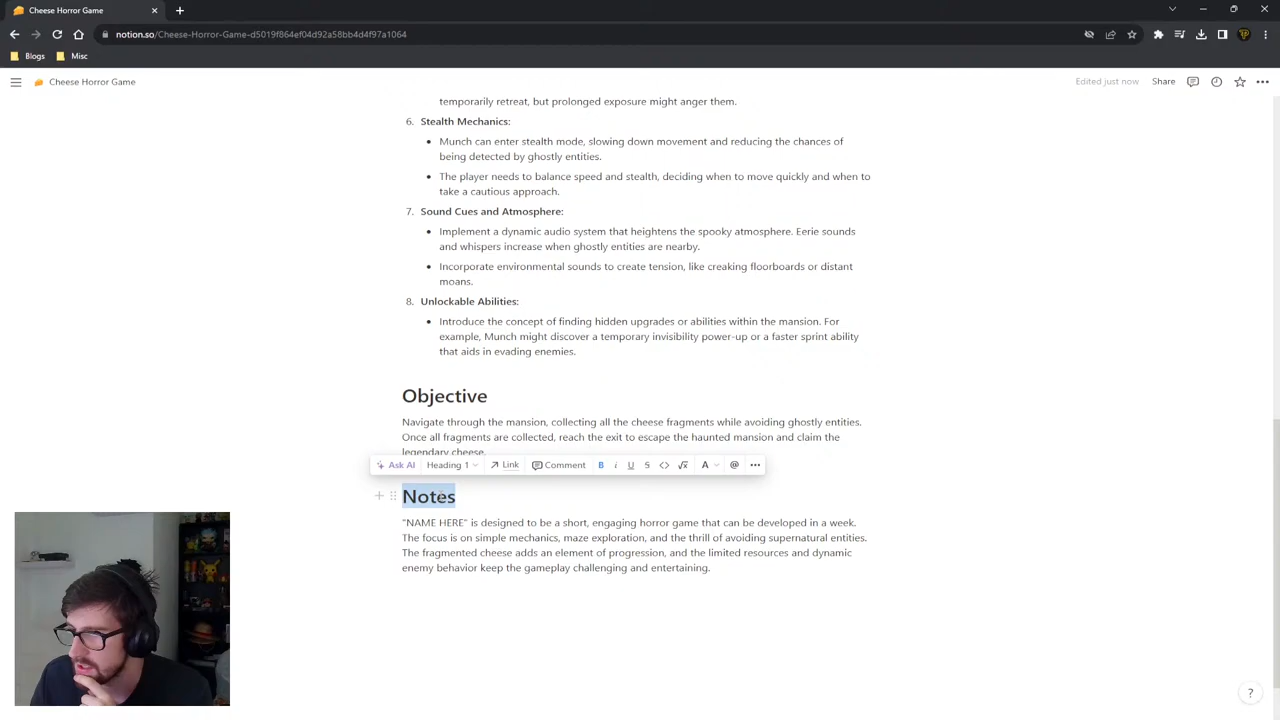 Cheese Horror Game
notion.so/Cheese-Horror-Game-d5019f864ef04d92a58bb4d4f97a1064
Blogs
Misc
Cheese Horror Game
Edited just now
Share
temporarily retreat, but prolonged exposure might anger them.
6. Stealth Mechanics:
• Munch can enter stealth mode, slowing down movement and reducing the chances of
being detected by ghostly entities.
• The player needs to balance speed and stealth, deciding when to move quickly and when to
take a cautious approach.
7. Sound Cues and Atmosphere:
• Implement a dynamic audio system that heightens the spooky atmosphere. Eerie sounds
and whispers increase when ghostly entities are nearby.
• Incorporate environmental sounds to create tension, like creaking floorboards or distant
moans.
8. Unlockable Abilities:
• Introduce the concept of finding hidden upgrades or abilities within the mansion. For
example, Munch might discover a temporary invisibility power-up or a faster sprint ability
that aids in evading enemies.
Objective
Navigate through the mansion, collecting all the cheese fragments while avoiding ghostly entities.
Once all fragments are collected, reach the exit to escape the haunted mansion and claim the
legendary cheese.
Ask AI Heading 1 Link Comment B i U S <> √x A @ •••
Notes
"NAME HERE" is designed to be a short, engaging horror game that can be developed in a week.
The focus is on simple mechanics, maze exploration, and the thrill of avoiding supernatural entities.
The fragmented cheese adds an element of progression, and the limited resources and dynamic
enemy behavior keep the gameplay challenging and entertaining.
?